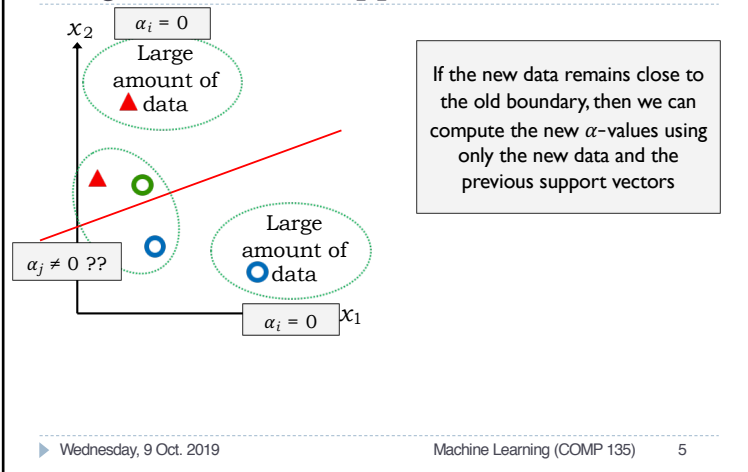 x₂
αᵢ = 0
Large
amount of
data
If the new data remains close to
the old boundary, then we can
compute the new α-values using
only the new data and the
previous support vectors
Large
amount of
data
αⱼ ≠ 0 ??
αᵢ = 0
x₁
Wednesday, 9 Oct. 2019
Machine Learning (COMP 135)
5